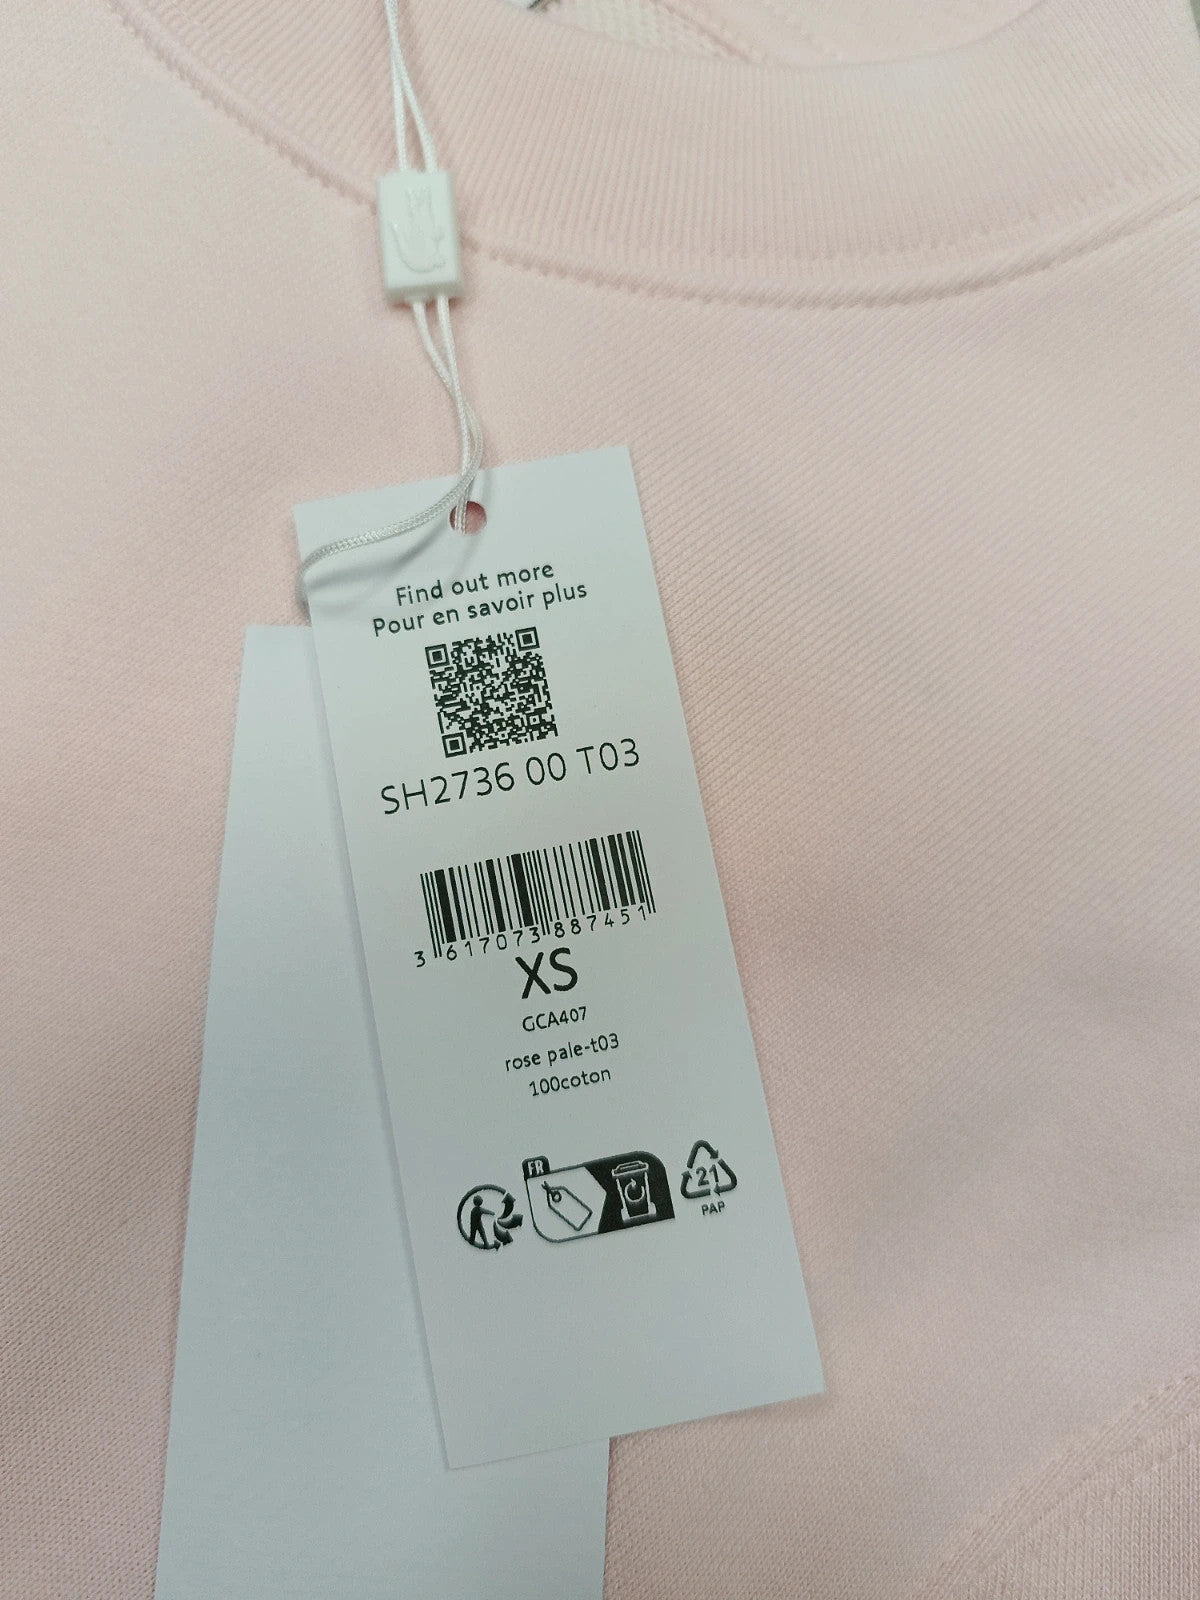 Find out more
Pour en savoir plus
SH2736 00 T03
3 617073 887451
XS
GCA407
rose pale-t03
100coton
FR
21
PAP